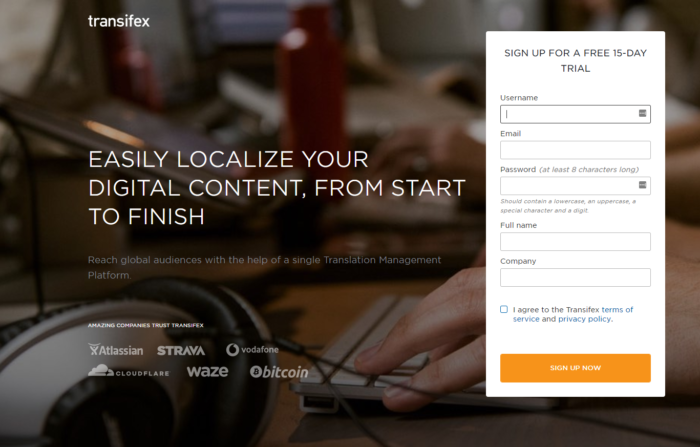 transifex
EASILY LOCALIZE YOUR
DIGITAL CONTENT, FROM START
TO FINISH
Reach global audiences with the help of a single Translation Management
Platform.
AMAZING COMPANIES TRUST TRANSIFEX
Atlassian STRAVA vodafone
CLOUDFLARE waze bitcoin
SIGN UP FOR A FREE 15-DAY
TRIAL
Username
Email
Password (at least 8 characters long)
Should contain a lowercase, an uppercase, a
special character and a digit.
Full name
Company
I agree to the Transifex terms of
service and privacy policy.
SIGN UP NOW